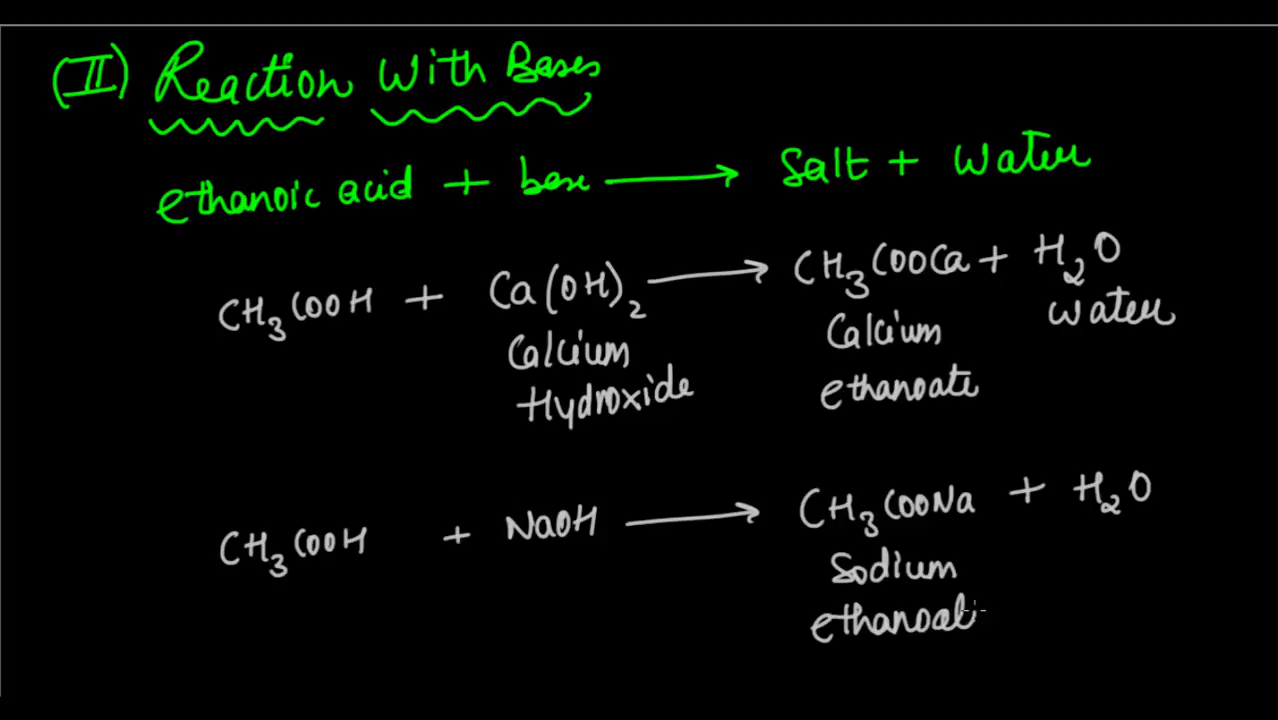 (II) Reaction With Bases
ethanoic acid + base ⟶ Salt + Water
CH₃COOH + Ca(OH)₂ ⟶ CH₃COOCa + H₂O
Calcium Hydroxide
Calcium ethanoate
Water
CH₃COOH + NaOH ⟶ CH₃COONa + H₂O
Sodium
ethanoat